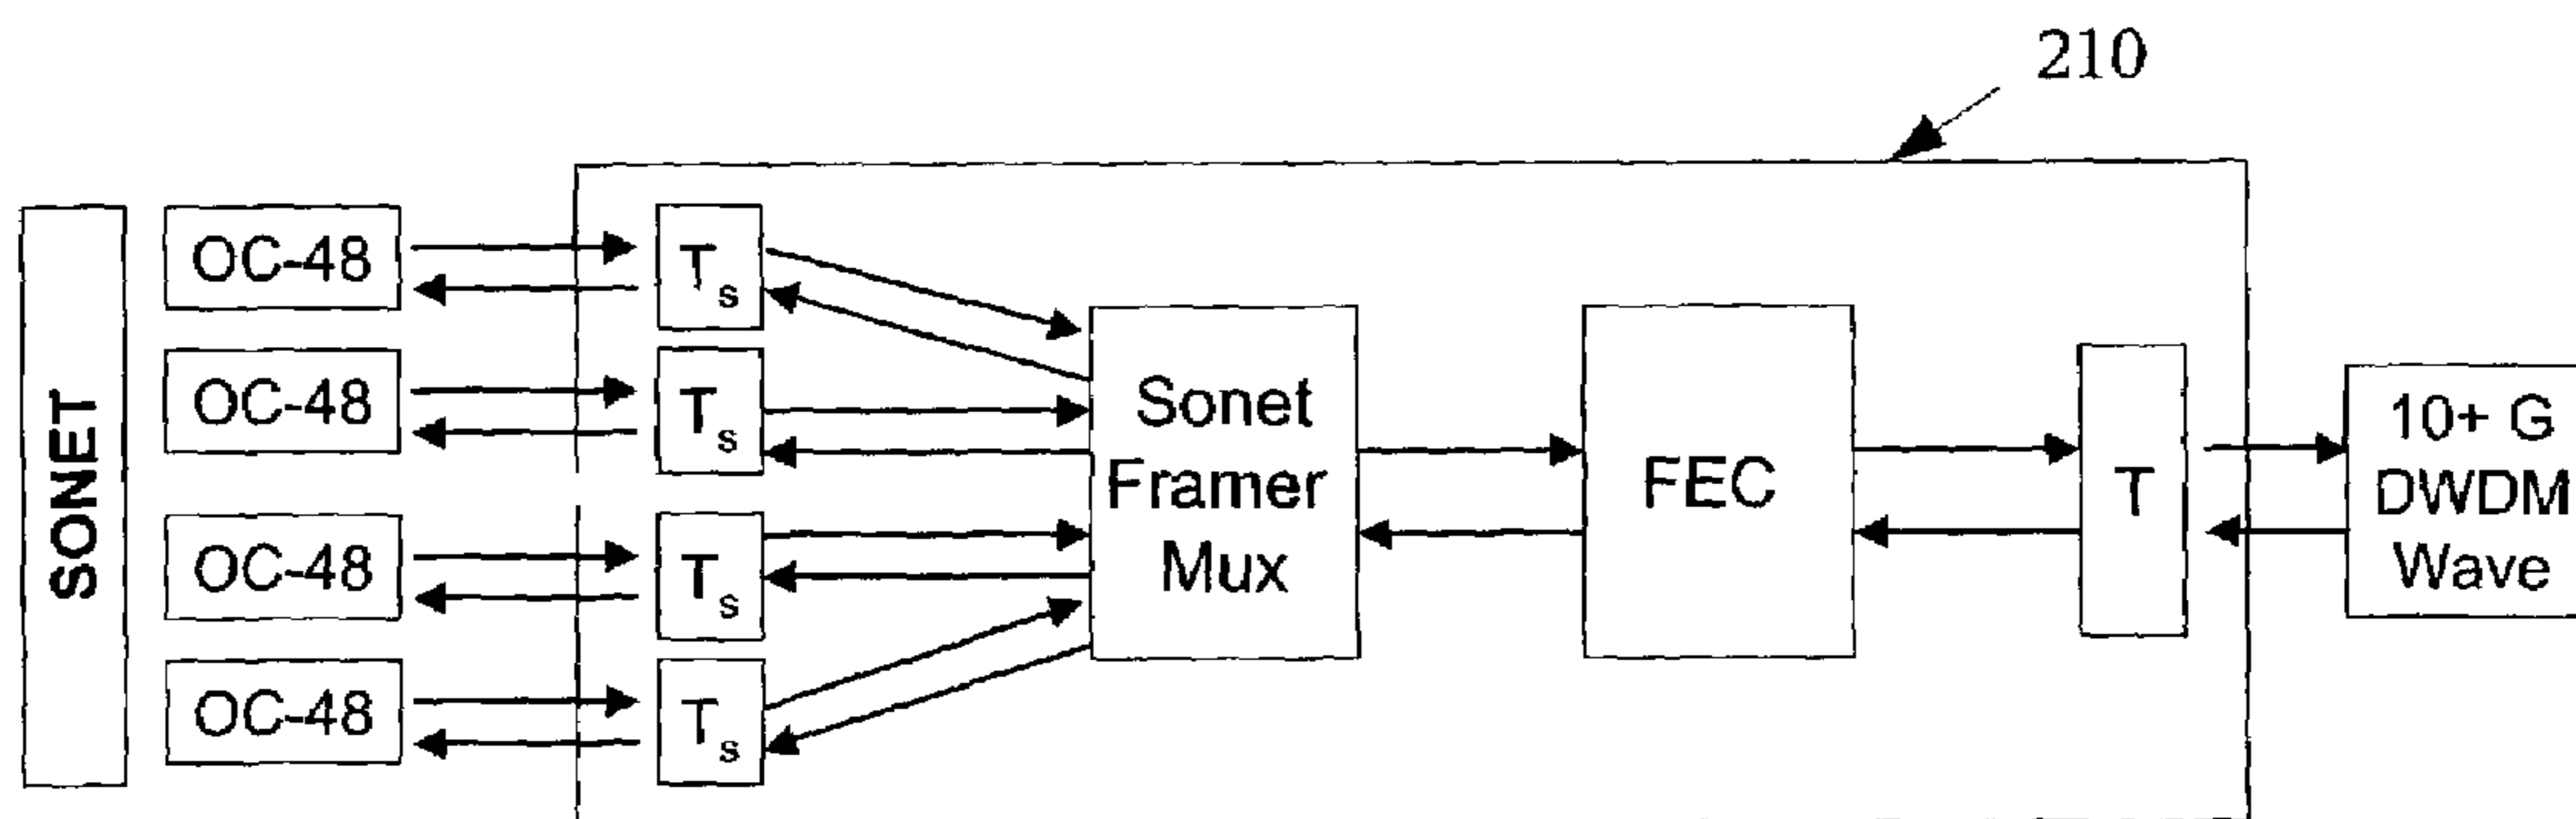 210
SONET
OC-48
OC-48
OC-48
OC-48
Ts
Ts
Ts
Ts
Sonet
Framer
Mux
FEC
T
10+ G
DWDM
Wave